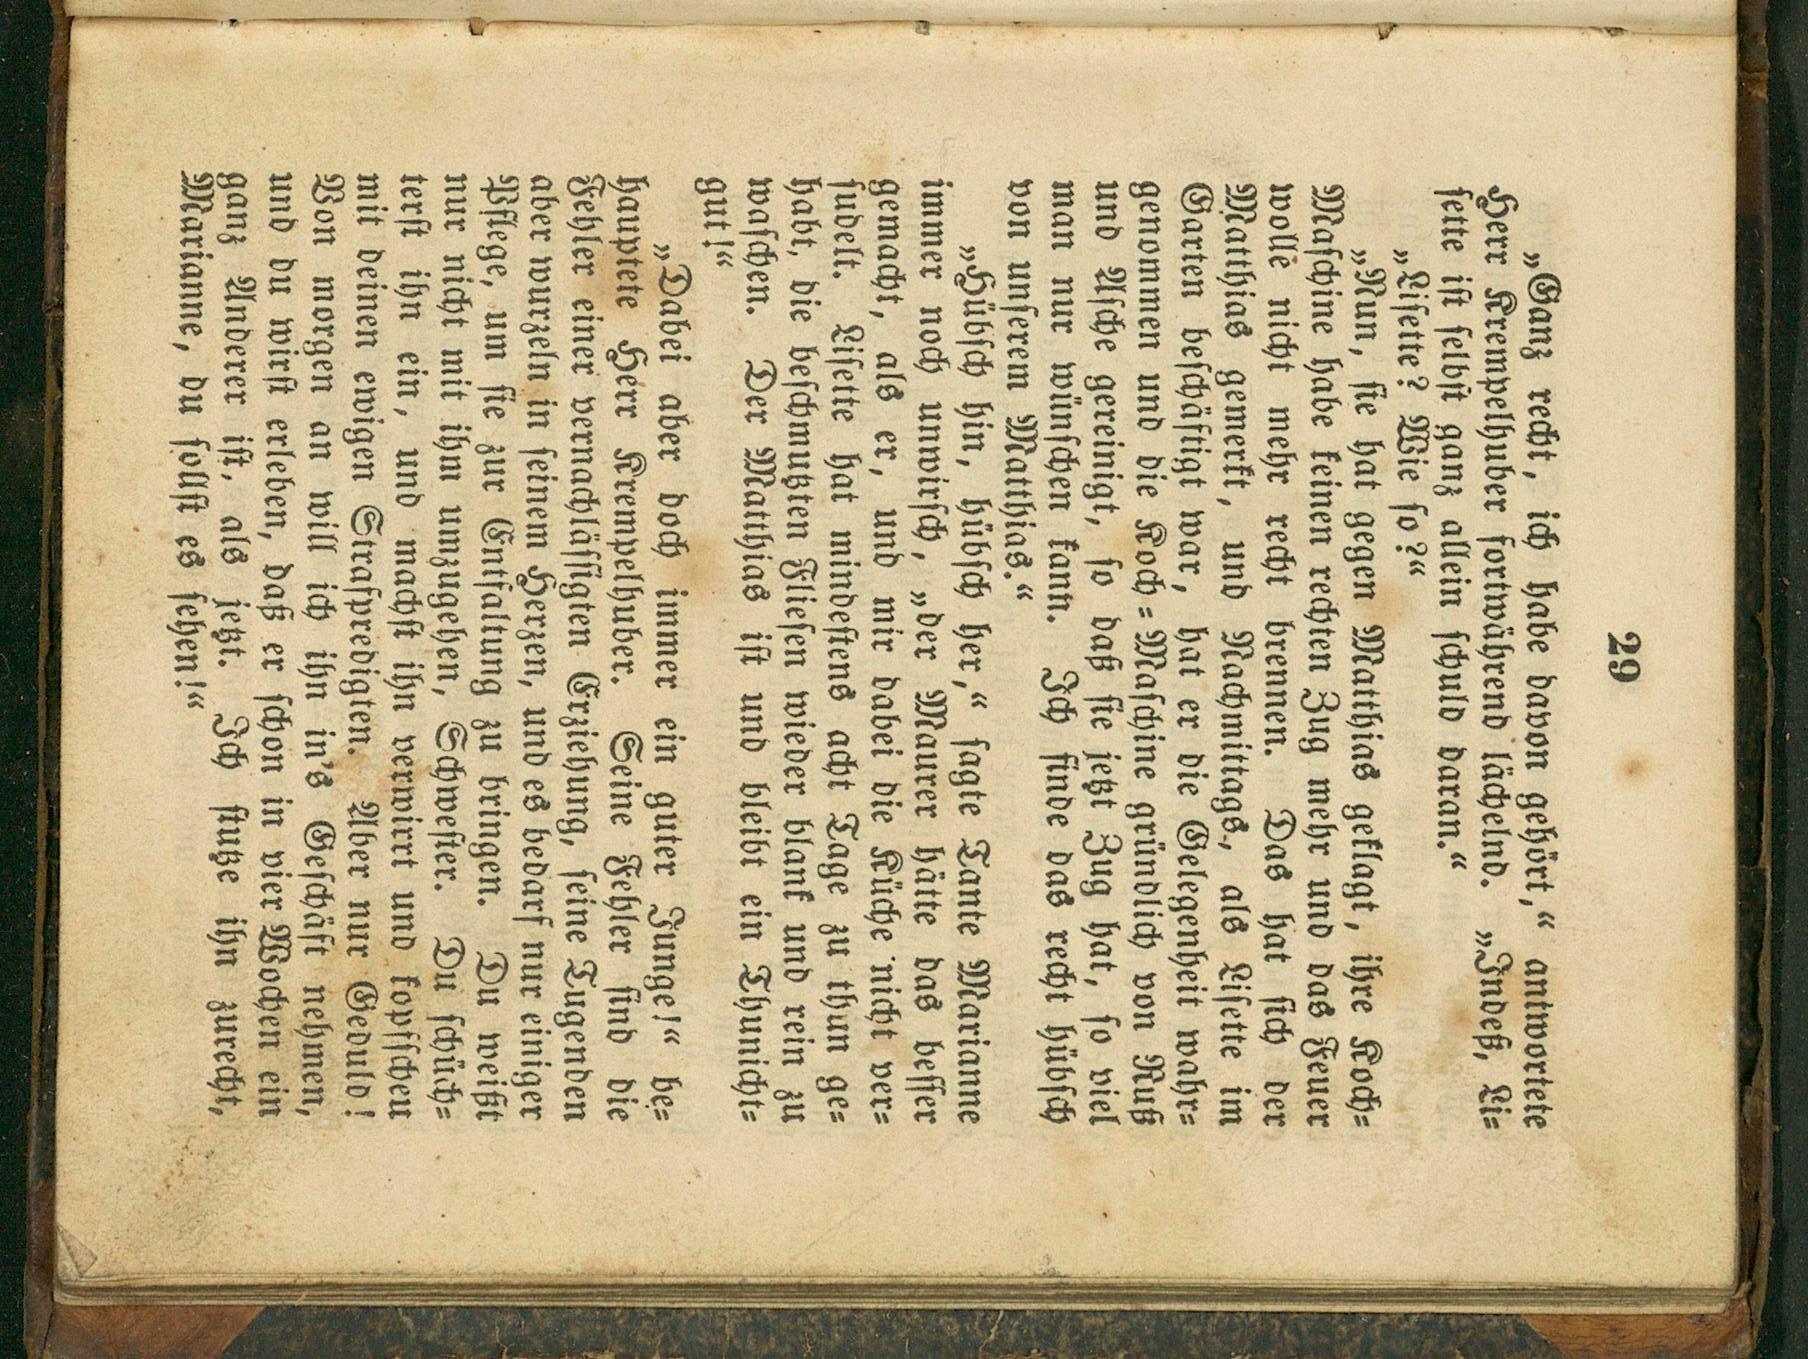 29
„Ganz recht, ich habe davon gehört,“ antwortete
Herr Krempelhuber fortwährend lächelnd. „Indeß, Li=
sette ist selbst ganz allein schuld daran.“
„Lisette? Wie so?“
„Nun, sie hat gegen Matthias geklagt, ihre Koch=
Maschine habe keinen rechten Zug mehr und das Feuer
wolle nicht mehr recht brennen. Das hat sich der
Matthias gemerkt, und Nachmittags, als Lisette im
Garten beschäftigt war, hat er die Gelegenheit wahr=
genommen und die Koch=Maschine gründlich von Ruß
und Asche gereinigt, so daß sie jetzt Zug hat, so viel
man nur wünschen kann. Ich finde das recht hübsch
von unserem Matthias.“
„Hübsch hin, hübsch her,“ sagte Tante Marianne
immer noch unwirsch, „der Maurer hätte das besser
gemacht, als er, und mir dabei die Küche nicht ver=
sudelt. Lisette hat mindestens acht Tage zu thun ge=
habt, die beschmutzten Fliesen wieder blank und rein zu
waschen. Der Matthias ist und bleibt ein Thunicht=
gut!“
„Dabei aber doch immer ein guter Junge!“ be=
hauptete Herr Krempelhuber. Seine Fehler sind die
Fehler einer vernachlässigten Erziehung, seine Tugenden
aber wurzeln in seinem Herzen, und es bedarf nur einiger
Pflege, um sie zur Entfaltung zu bringen. Du weißt
nur nicht mit ihm umzugehen, Schwester. Du schüch=
terst ihn ein, und machst ihn verwirrt und kopfscheu
mit deinen ewigen Strafpredigten. Aber nur Geduld!
Von morgen an will ich ihn in's Geschäft nehmen,
und du wirst erleben, daß er schon in vier Wochen ein
ganz Anderer ist, als jetzt. Ich stutze ihn zurecht,
Marianne, du sollst es sehen!“